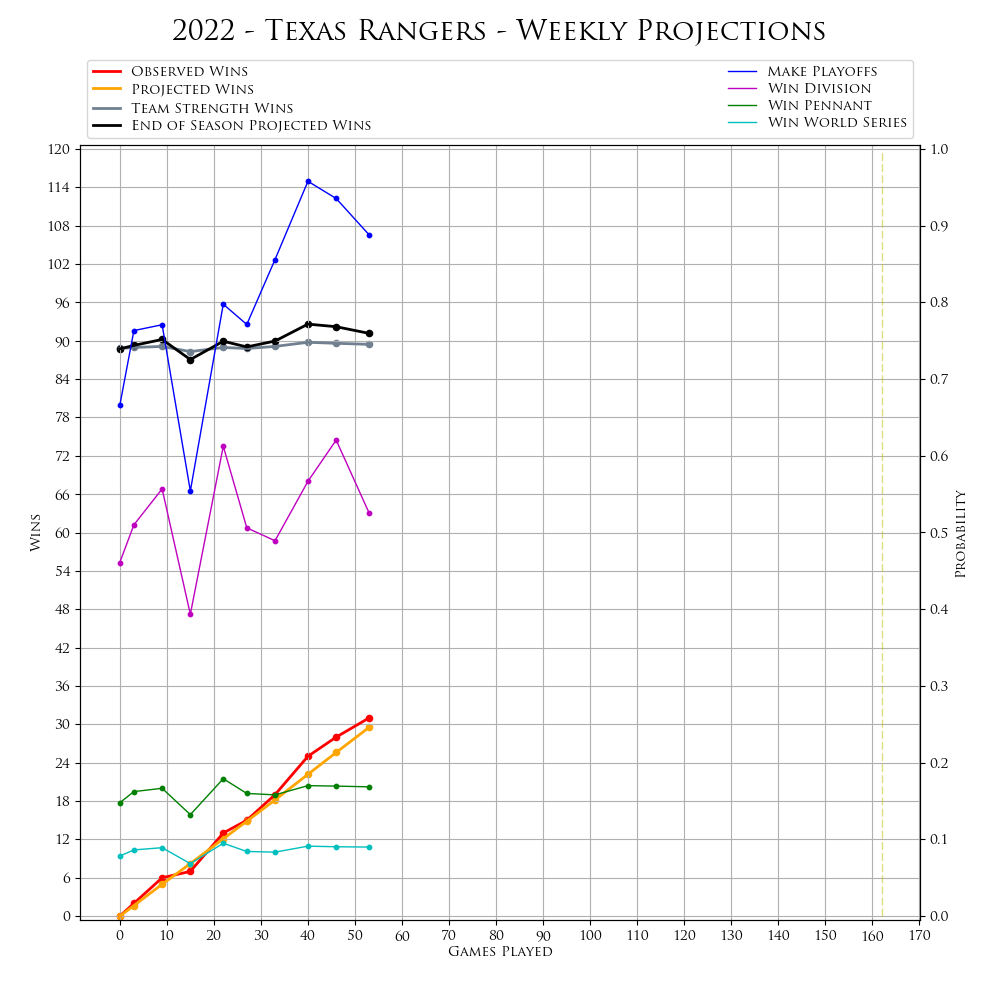 2022 - Texas Rangers - Weekly Projections
Observed Wins
Projected Wins
Team Strength Wins
End of Season Projected Wins
Make Playoffs
Win Division
Win Pennant
Win World Series
120
114
108
102
96
90
84
78
72
66
60
54
48
42
36
30
24
18
12
6
0
Wins
1.0
0.9
0.8
0.7
0.6
0.5
0.4
0.3
0.2
0.1
0.0
Probability
0 10 20 30 40 50 60 70 80 90 100 110 120 130 140 150 160 170
Games Played